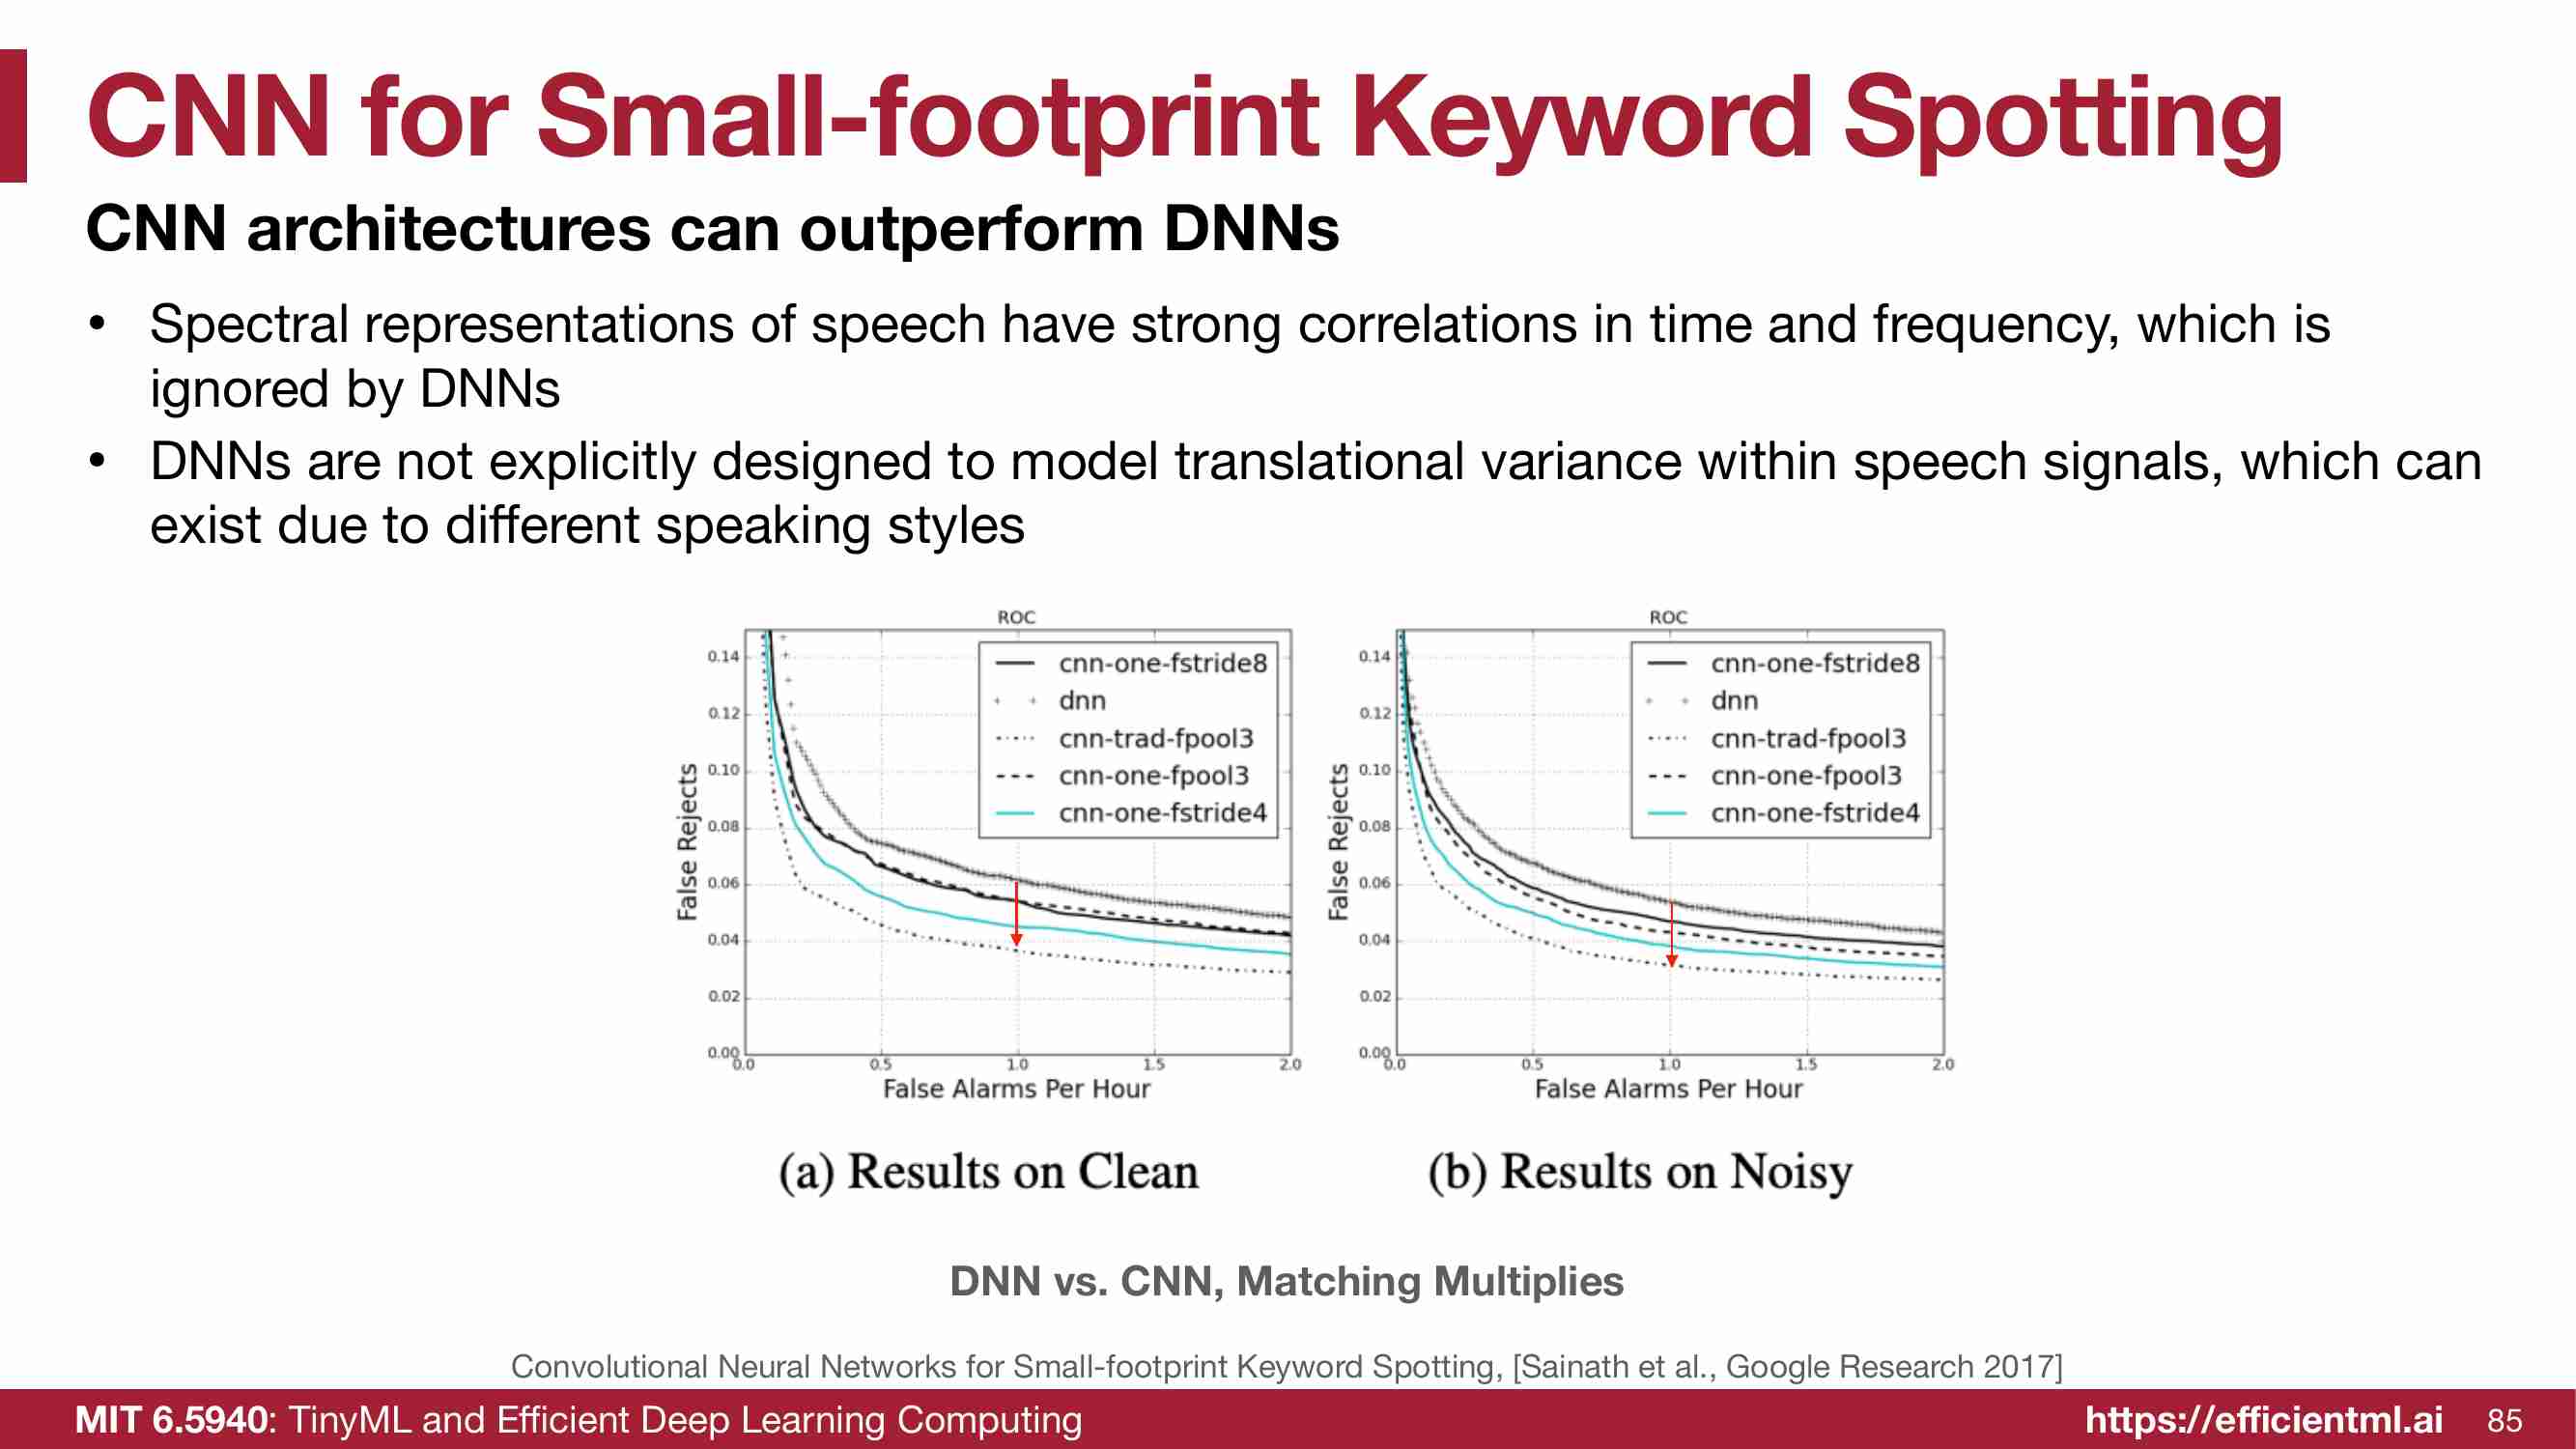 CNN for Small-footprint Keyword Spotting
CNN architectures can outperform DNNs
• Spectral representations of speech have strong correlations in time and frequency, which is
ignored by DNNs
• DNNs are not explicitly designed to model translational variance within speech signals, which can
exist due to different speaking styles
ROC
0.14
0.12
0.10
0.08
0.06
0.04
0.02
0.00
False Rejects
cnn-one-fstride8
dnn
cnn-trad-fpool3
cnn-one-fpool3
cnn-one-fstride4
0.0 0.5 1.0 1.5 2.0
False Alarms Per Hour
(a) Results on Clean
ROC
0.14
0.12
0.10
0.08
0.06
0.04
0.02
0.00
False Rejects
cnn-one-fstride8
dnn
cnn-trad-fpool3
cnn-one-fpool3
cnn-one-fstride4
0.0 0.5 1.0 1.5 2.0
False Alarms Per Hour
(b) Results on Noisy
DNN vs. CNN, Matching Multiplies
Convolutional Neural Networks for Small-footprint Keyword Spotting, [Sainath et al., Google Research 2017]
MIT 6.5940: TinyML and Efficient Deep Learning Computing
https://efficientml.ai 85